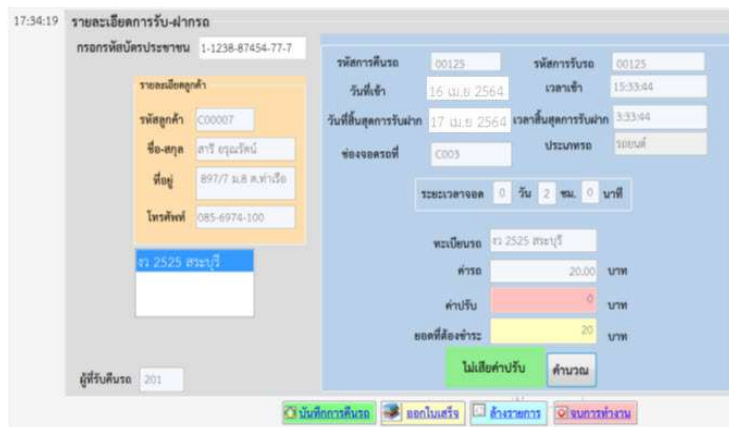 17:34:19 รายละเอียดการรับ-ฝากรถ
กรอกรหัสบัตรประชาชน 1-1238-87454-77-7
รายละเอียดลูกค้า
รหัสลูกค้า C00007
ชื่อ-สกุล สารี อรุณรัตน์
ที่อยู่ 897/7 ม.8 ต.ท่าเรือ
โทรศัพท์ 085-6974-100
งว 2525 สระบุรี
ผู้ที่รับคืนรถ 201
รหัสการคืนรถ 00125 รหัสการรับรถ 00125
วันที่เข้า 16 เม.ย 2564 เวลาเข้า 15:33:44
วันที่สิ้นสุดการรับฝาก 17 เม.ย 2564 เวลาสิ้นสุดการรับฝาก 3:33:44
ช่องจอดรถที่ C003 ประเภทรถ รถยนต์
ระยะเวลาจอด 0 วัน 2 ชม. 0 นาที
ทะเบียนรถ งว 2525 สระบุรี
ค่ารถ 20.00 บาท
ค่าปรับ 0 บาท
ยอดที่ต้องชำระ 20 บาท
ไม่เสียค่าปรับ คำนวณ
บันทึกการคืนรถ ออกใบเสร็จ ล้างรายการ จบการทำงาน